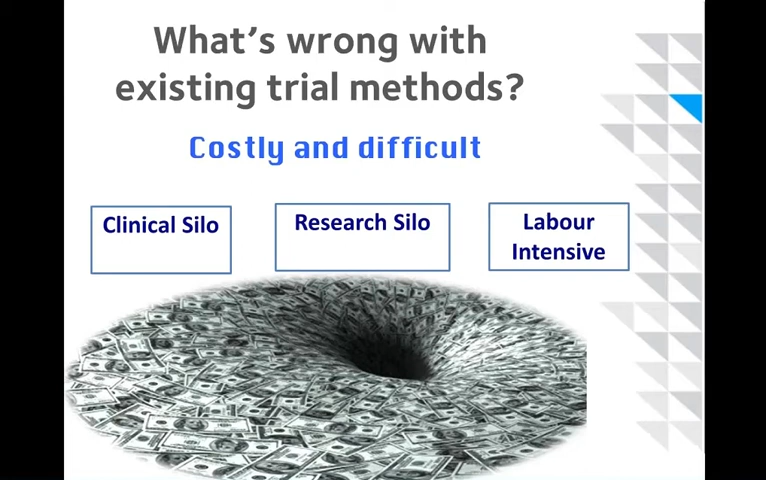 What's wrong with
existing trial methods?
Costly and difficult
Clinical Silo
Research Silo
Labour
Intensive